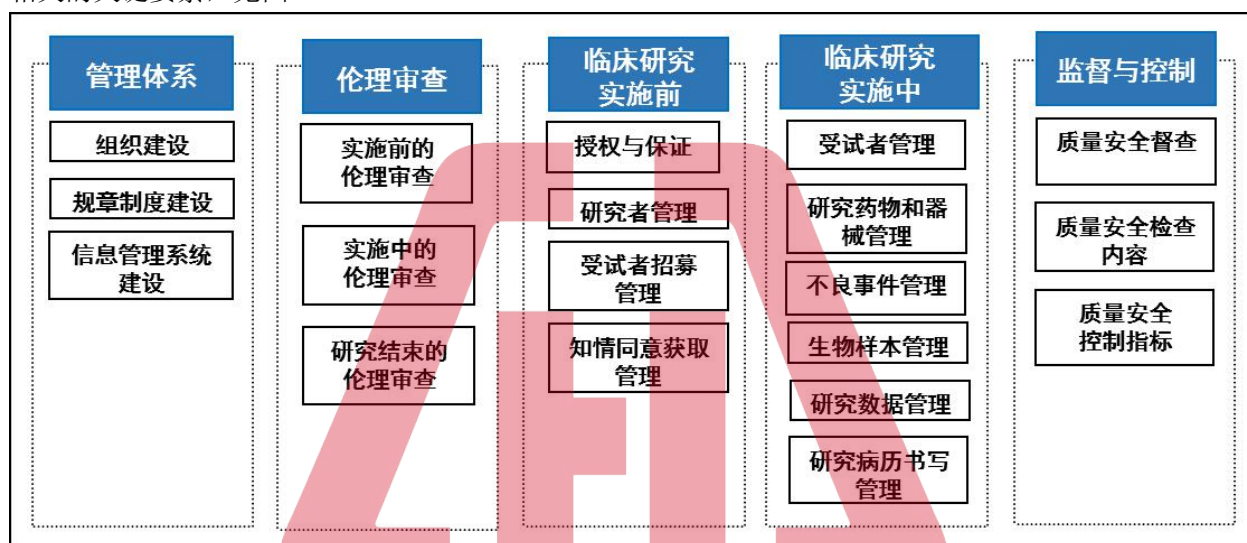 管理体系
组织建设
规章制度建设
信息管理系统
建设
伦理审查
实施前的
伦理审查
实施中的
伦理审查
研究结束的
伦理审查
临床研究
实施前
授权与保证
研究者管理
受试者招募
管理
知情同意获取
管理
临床研究
实施中
受试者管理
研究药物和器
械管理
不良事件管理
生物样本管理
研究数据管理
研究病历书写
管理
监督与控制
质量安全督查
质量安全检查
内容
质量安全
控制指标